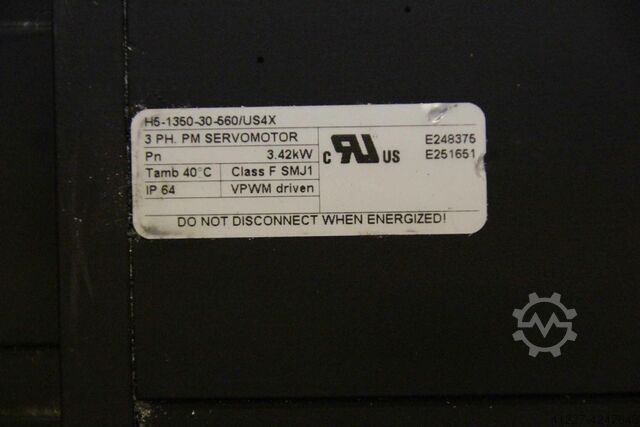 H5-1350-30-560/US4X
3 PH. PM SERVOMOTOR
Pn 3.42kW
Tamb 40°C Class F SMJ1
IP 64 VPWM driven
C RU US
E248375
E251651
DO NOT DISCONNECT WHEN ENERGIZED!